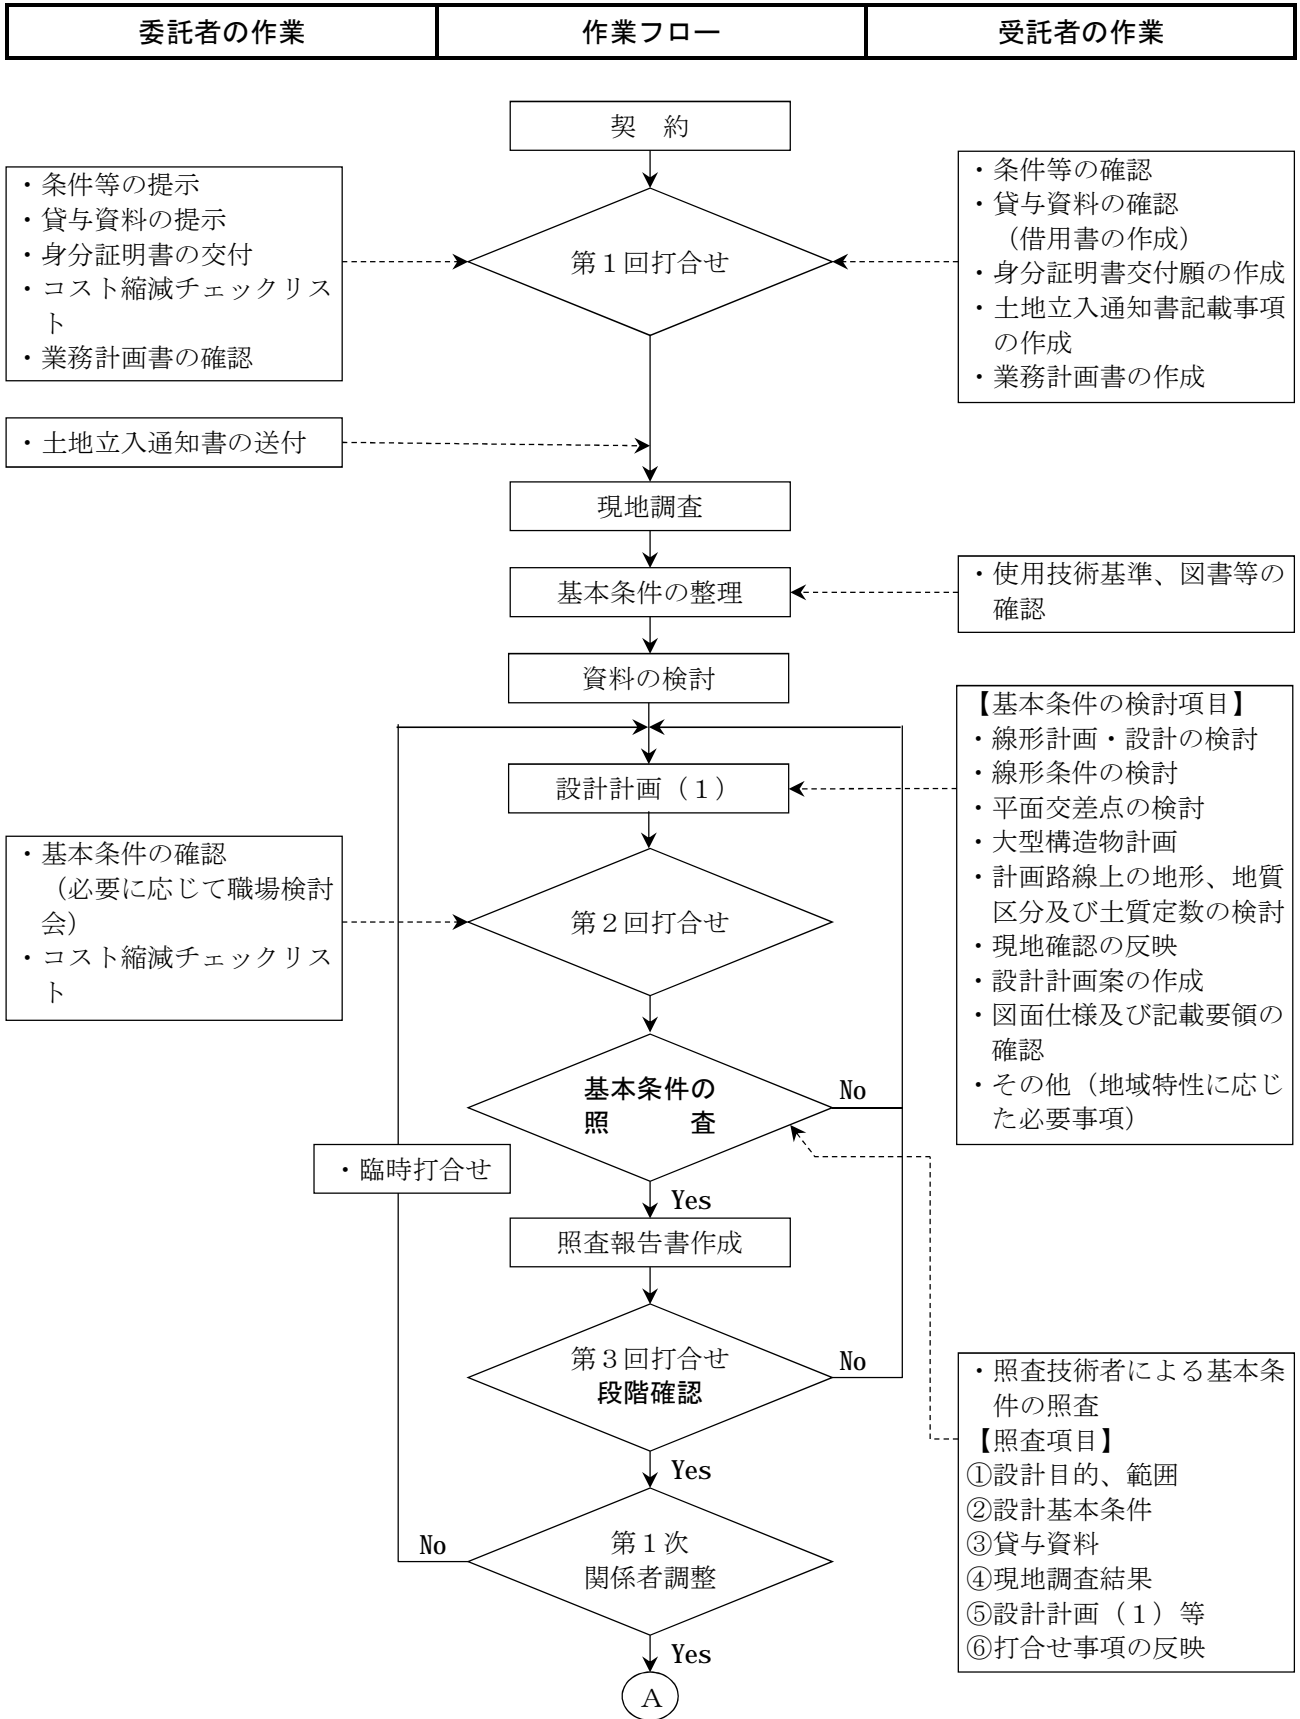 委託者の作業
作業フロー
受託者の作業
契　約
・条件等の提示
・貸与資料の提示
・身分証明書の交付
・コスト縮減チェックリス
ト
・業務計画書の確認
第１回打合せ
・条件等の確認
・貸与資料の確認
（借用書の作成）
・身分証明書交付願の作成
・土地立入通知書記載事項
の作成
・業務計画書の作成
・土地立入通知書の送付
現地調査
基本条件の整理
・使用技術基準、図書等の
確認
資料の検討
設計計画（１）
【基本条件の検討項目】
・線形計画・設計の検討
・線形条件の検討
・平面交差点の検討
・大型構造物計画
・計画路線上の地形、地質
区分及び土質定数の検討
・現地確認の反映
・設計計画案の作成
・図面仕様及び記載要領の
確認
・その他（地域特性に応じ
た必要事項）
・基本条件の確認
（必要に応じて職場検討
会）
・コスト縮減チェックリス
ト
第２回打合せ
基本条件の
照　　査
No
・臨時打合せ
Yes
照査報告書作成
第３回打合せ
段階確認
No
Yes
・照査技術者による基本条
件の照査
【照査項目】
①設計目的、範囲
②設計基本条件
③貸与資料
④現地調査結果
⑤設計計画（１）等
⑥打合せ事項の反映
No
第１次
関係者調整
Yes
A